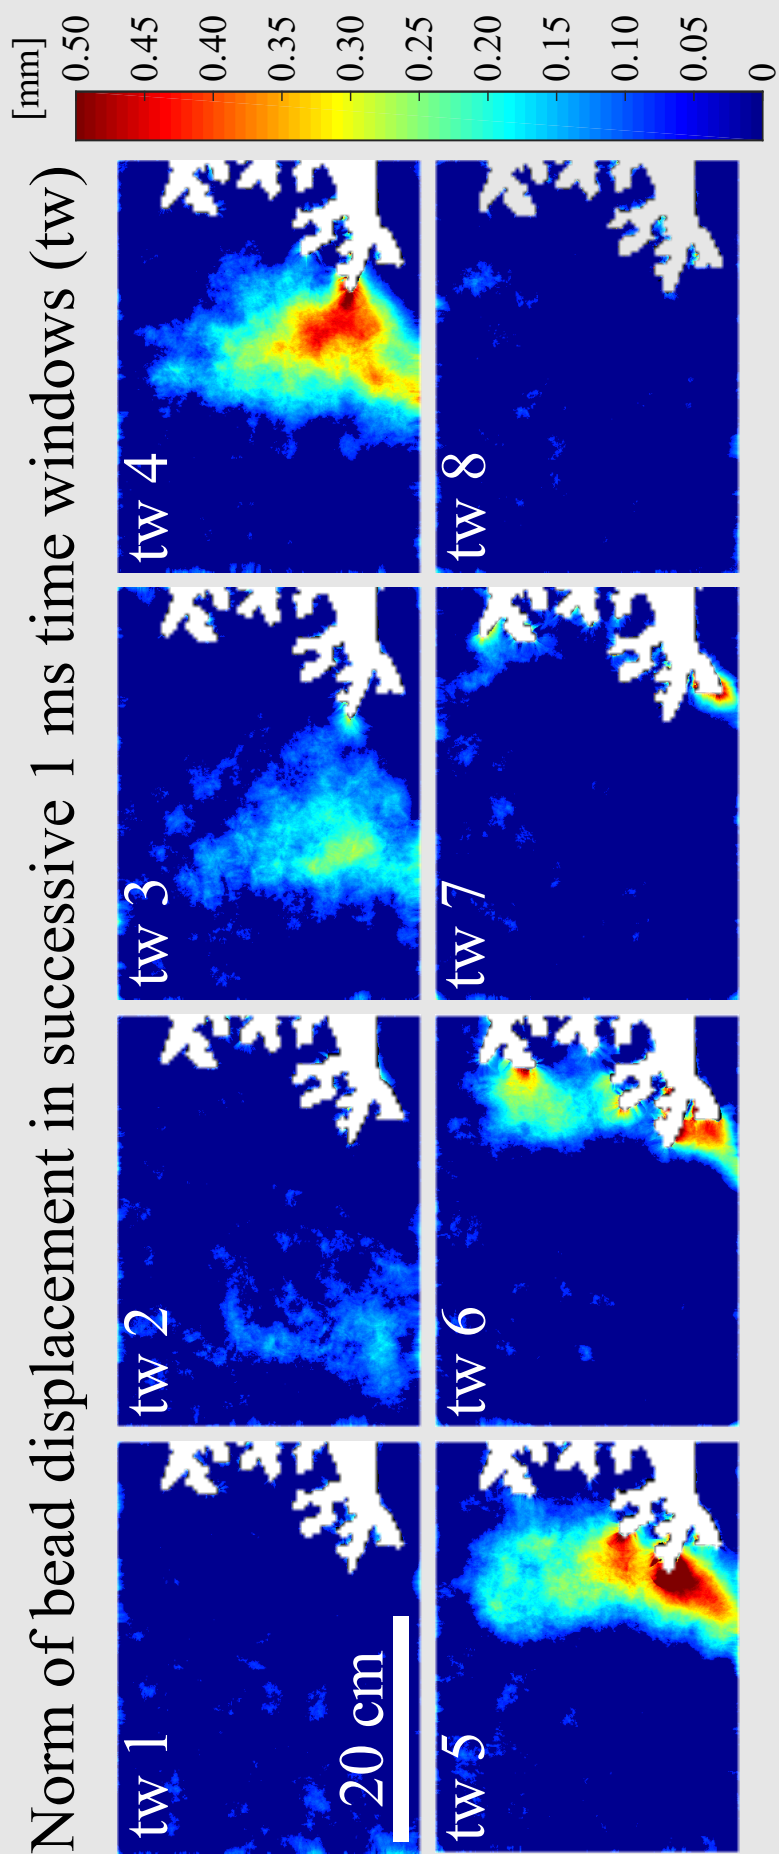 Norm of bead displacement in successive 1 ms time windows (tw)
[mm]
tw 1
tw 2
tw 3
tw 4
0.50
0.45
0.40
0.35
0.30
0.25
0.20
0.15
0.10
0.05
0
20 cm
tw 5
tw 6
tw 7
tw 8